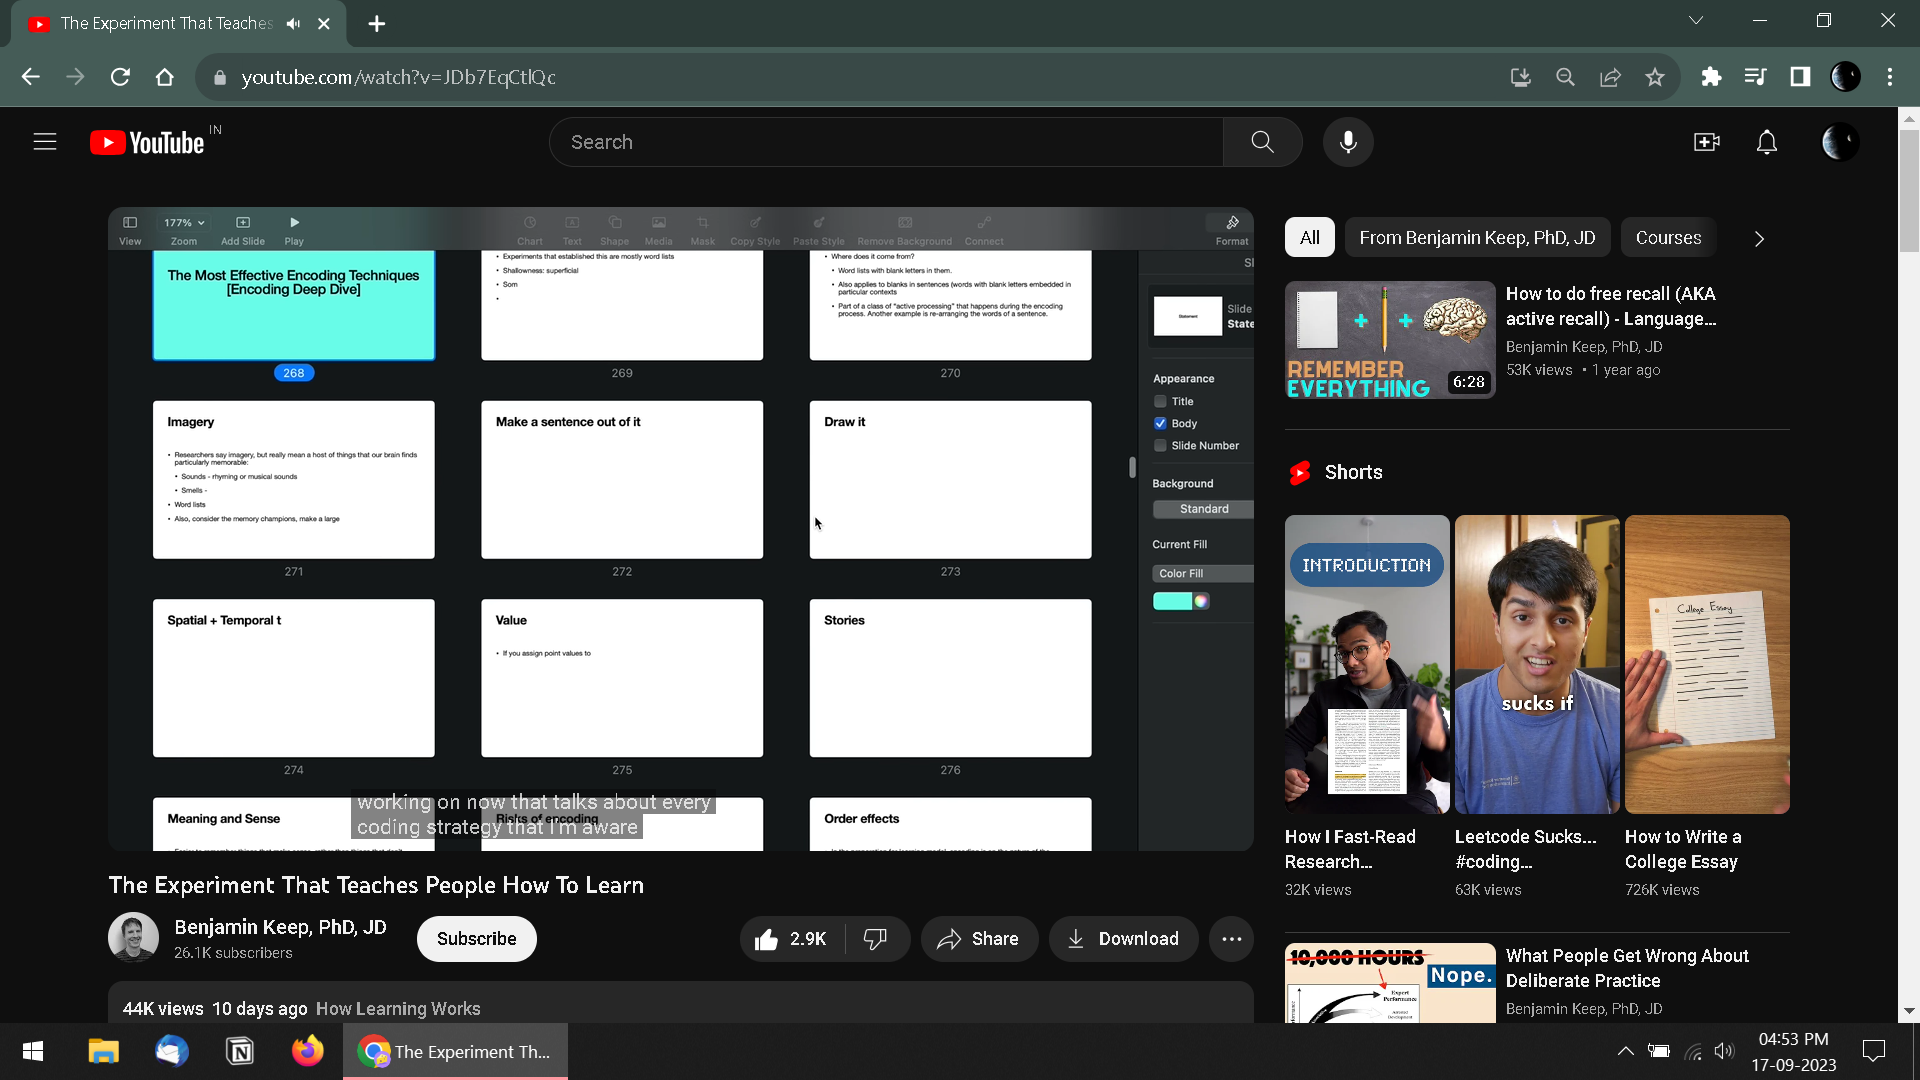 The Experiment That Teaches
youtube.com/watch?v=JDb7EqCtlQc
YouTube IN
Search
View
177%
Zoom
Add Slide
Play
Chart
Text
Shape
Media
Mask
Copy Style
Paste Style
Remove Background
Connect
Format
The Most Effective Encoding Techniques
[Encoding Deep Dive]
268
• Experiments that established this are mostly word lists
• Shallowness: superficial
• Som
•
269
• Where does it come from?
• Word lists with blank letters in them.
• Also applies to blanks in sentences (words with blank letters embedded in
particular contexts
• Part of a class of "active processing" that happens during the encoding
process. Another example is re-arranging the words of a sentence.
270
Imagery
• Researchers say imagery, but really mean a host of things that our brain finds
particularly memorable:
• Sounds - rhyming or musical sounds
• Smells -
• Word lists
• Also, consider the memory champions, make a large
271
Make a sentence out of it
272
Draw it
273
Spatial + Temporal t
274
Value
• If you assign point values to
275
Stories
276
Meaning and Sense
Risks of encoding
Order effects
working on now that talks about every
coding strategy that I'm aware
Sl
Statement
Slide
State
Appearance
Title
Body
Slide Number
Background
Standard
Current Fill
Color Fill
The Experiment That Teaches People How To Learn
Benjamin Keep, PhD, JD
26.1K subscribers
Subscribe
2.9K
Share
Download
44K views 10 days ago How Learning Works
All
From Benjamin Keep, PhD, JD
Courses
REMEMBER
EVERYTHING
6:28
How to do free recall (AKA
active recall) - Language...
Benjamin Keep, PhD, JD
53K views • 1 year ago
Shorts
INTRODUCTION
sucks if
College Essay
How I Fast-Read
Research...
32K views
Leetcode Sucks...
#coding...
63K views
How to Write a
College Essay
726K views
10,000 HOURS
Nope.
Expert
Performance
What People Get Wrong About
Deliberate Practice
Benjamin Keep, PhD, JD
The Experiment Th...
04:53 PM
17-09-2023